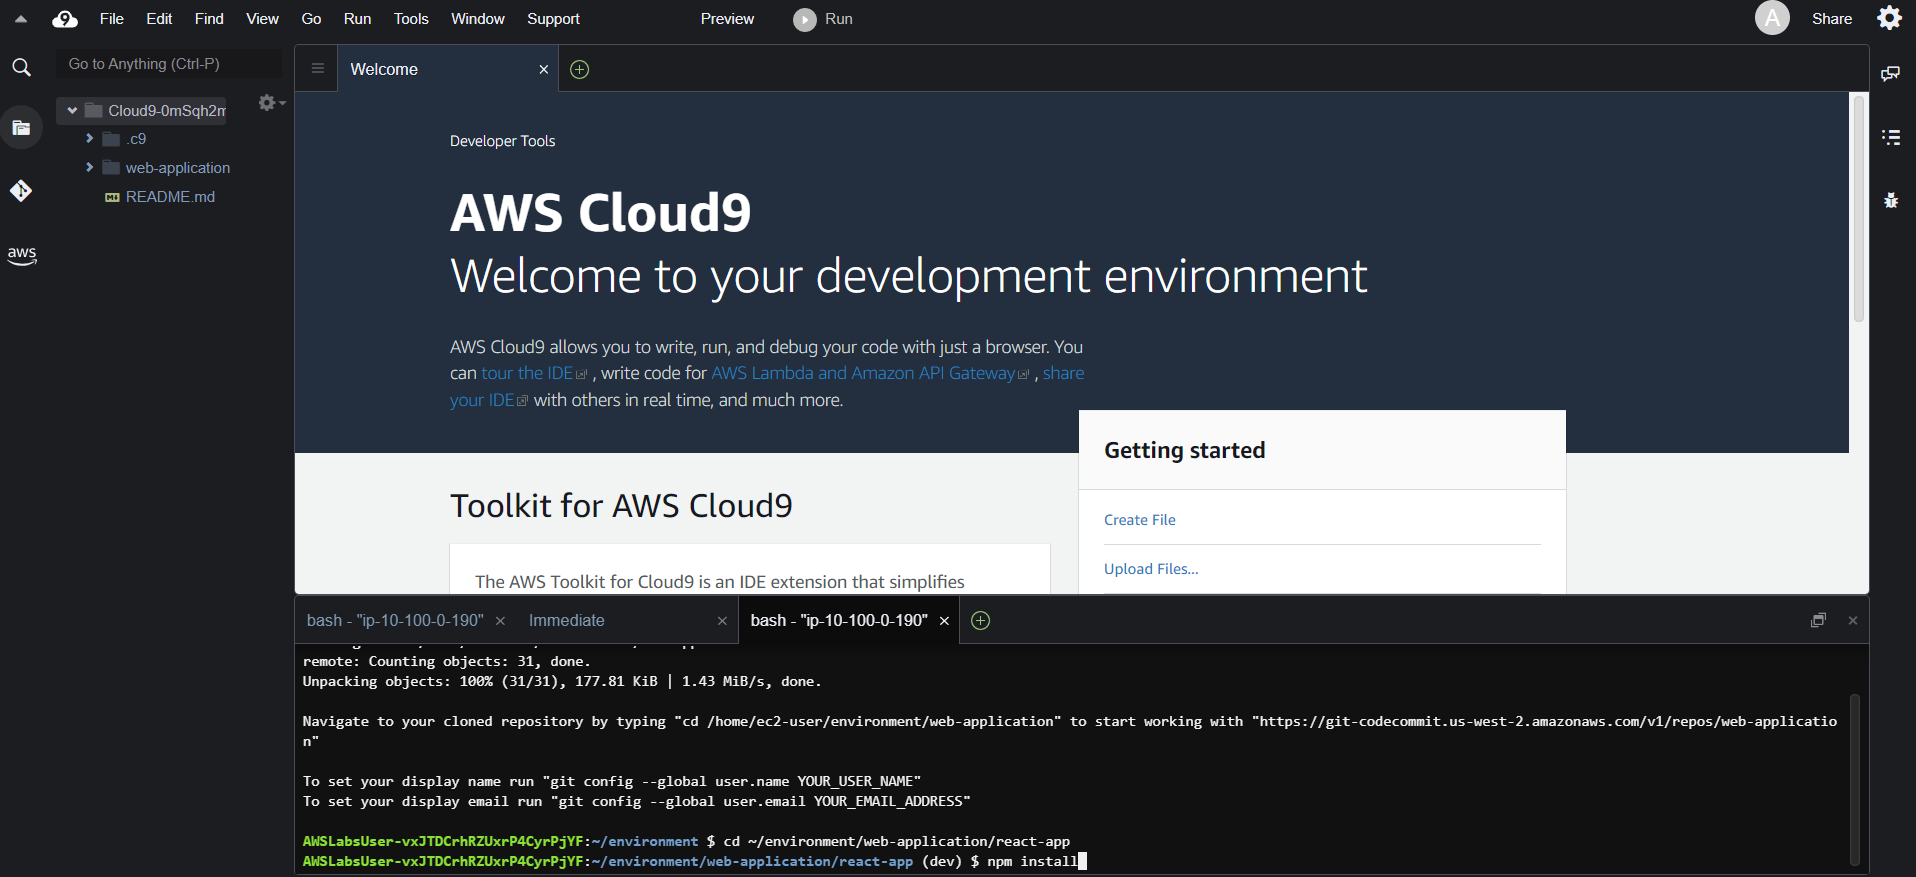 File Edit Find View Go Run Tools Window Support Preview Run A Share
Go to Anything (Ctrl-P)
Cloud9-0mSqh2m
.c9
web-application
README.md
aws
Welcome
Developer Tools
AWS Cloud9
Welcome to your development environment
AWS Cloud9 allows you to write, run, and debug your code with just a browser. You
can tour the IDE , write code for AWS Lambda and Amazon API Gateway , share
your IDE with others in real time, and much more.
Getting started
Create File
Upload Files...
Toolkit for AWS Cloud9
The AWS Toolkit for Cloud9 is an IDE extension that simplifies
bash - "ip-10-100-0-190" Immediate bash - "ip-10-100-0-190"
remote: Counting objects: 31, done.
Unpacking objects: 100% (31/31), 177.81 KiB | 1.43 MiB/s, done.
Navigate to your cloned repository by typing "cd /home/ec2-user/environment/web-application" to start working with "https://git-codecommit.us-west-2.amazonaws.com/v1/repos/web-applicatio
n"
To set your display name run "git config --global user.name YOUR_USER_NAME"
To set your display email run "git config --global user.email YOUR_EMAIL_ADDRESS"
AWSLabsUser-vxJTDCrhRZUxrP4CyrPjYF:~/environment $ cd ~/environment/web-application/react-app
AWSLabsUser-vxJTDCrhRZUxrP4CyrPjYF:~/environment/web-application/react-app (dev) $ npm install